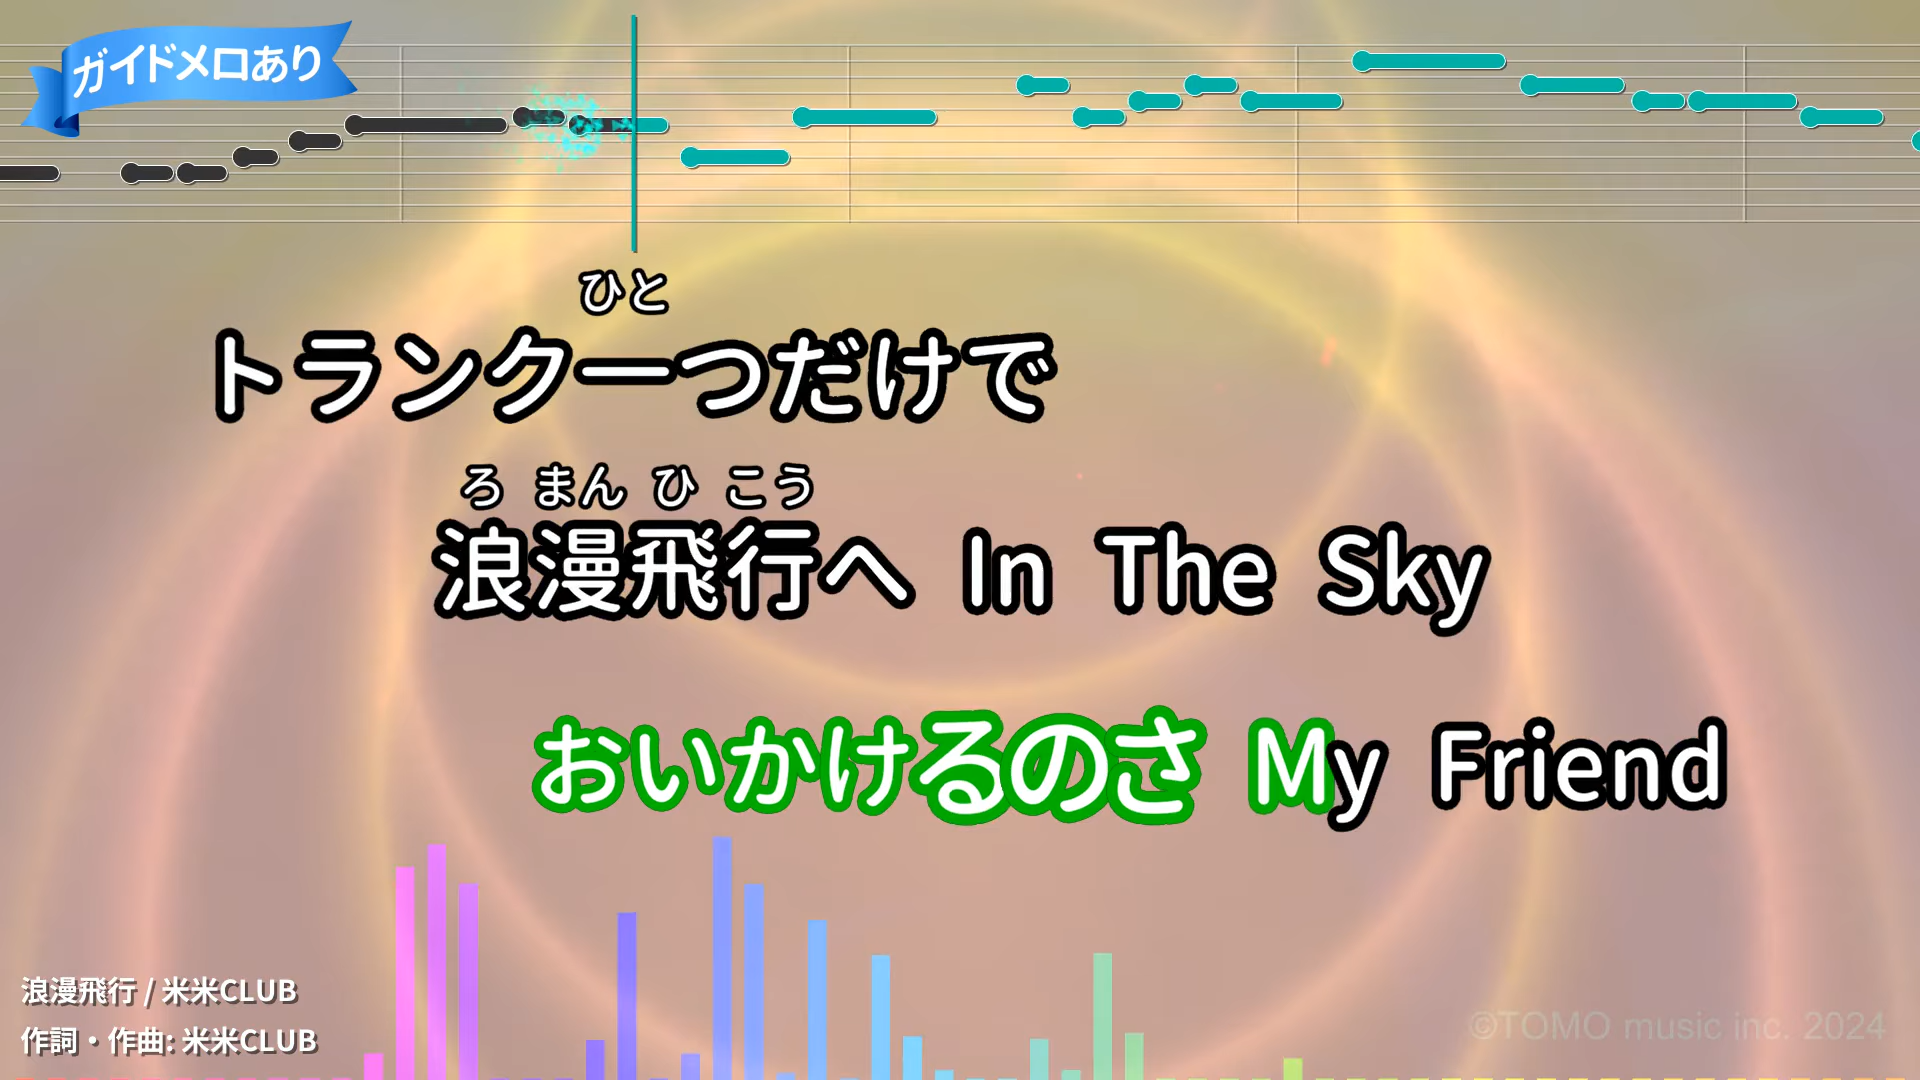 ガイドメロあり
ひと
トランク一つだけで
ろ まん ひ こう
浪漫飛行へ In The Sky
おいかけるのさ My Friend
浪漫飛行 / 米米CLUB
作詞・作曲: 米米CLUB
©TOMO music inc. 2024